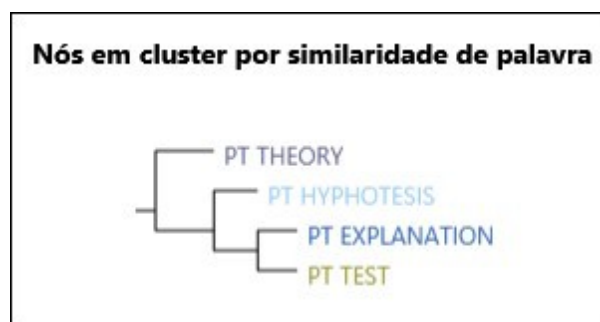 Nós em cluster por similaridade de palavra
PT THEORY
PT HYPHOTESIS
PT EXPLANATION
PT TEST